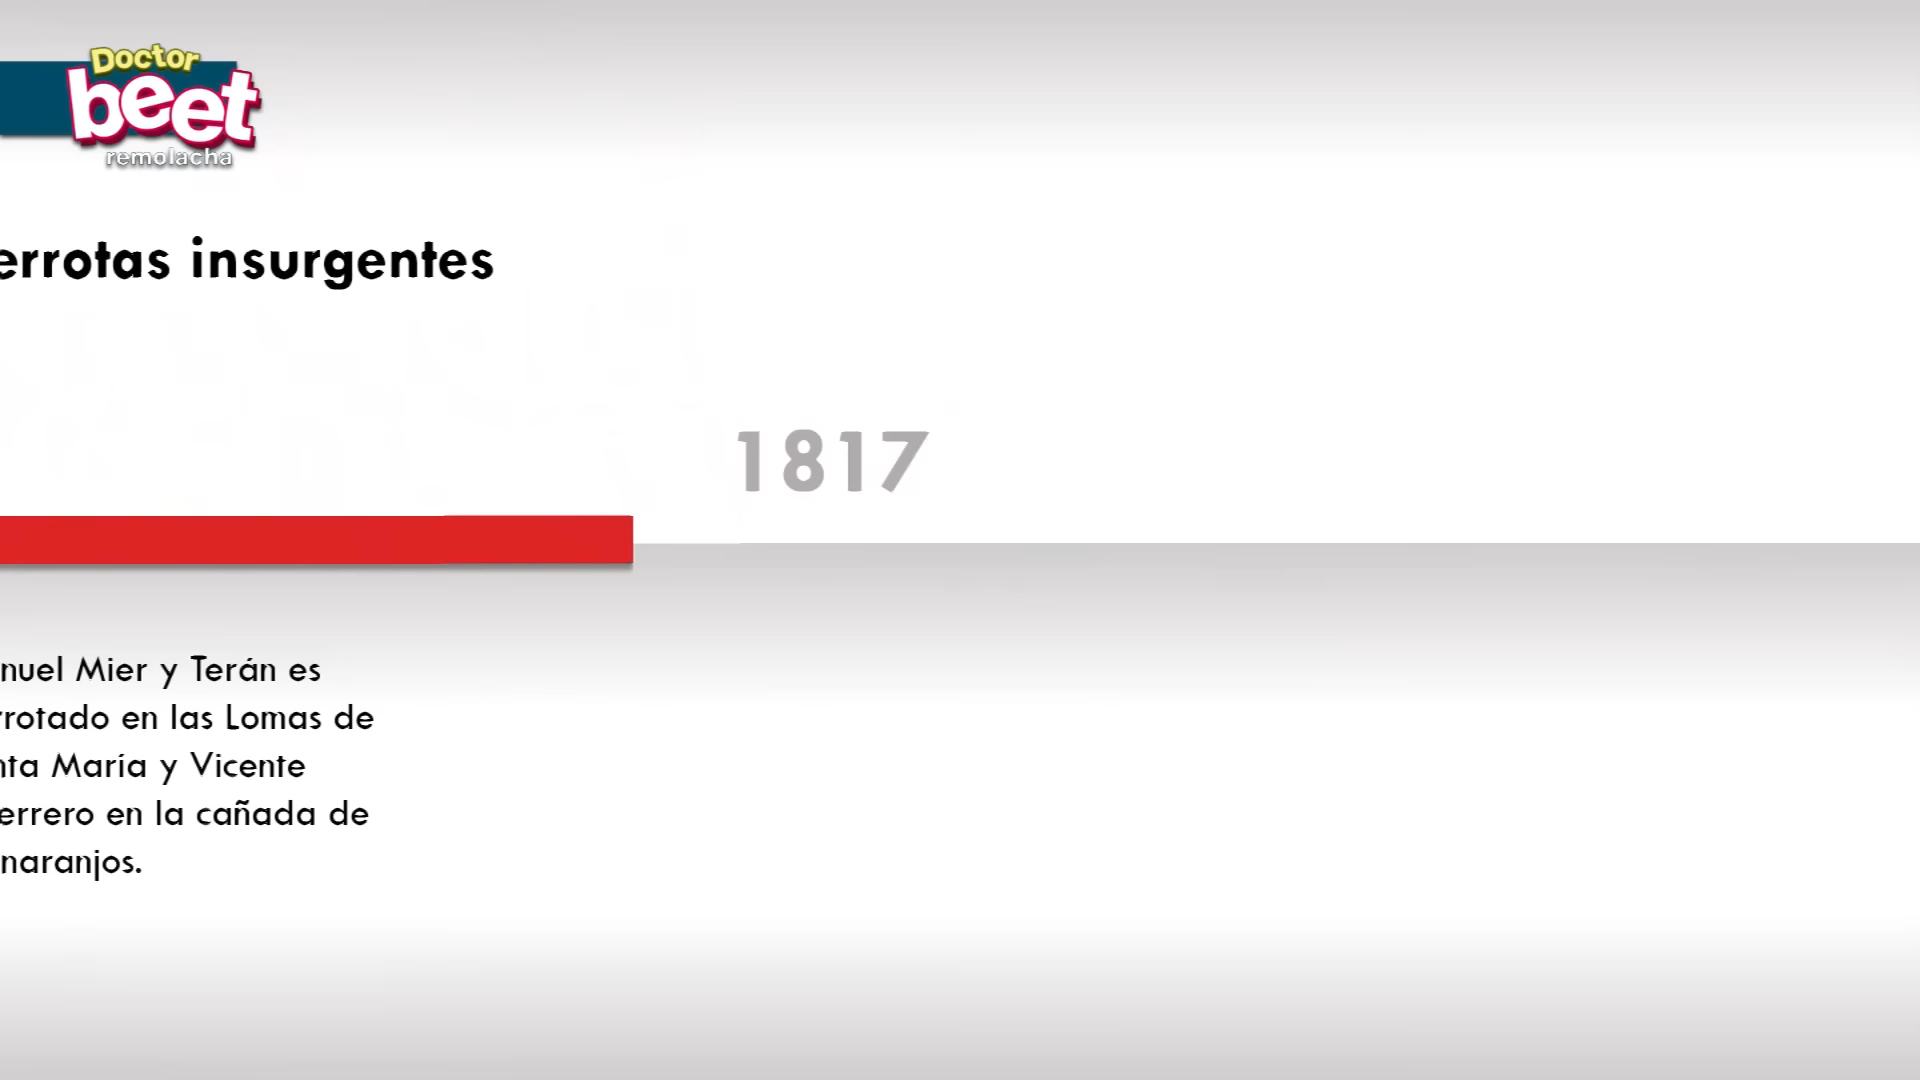 Doctor
beet
remolacha
errotas insurgentes
1817
nuel Mier y Terán es
rrotado en las Lomas de
nta María y Vicente
errero en la cañada de
naranjos.